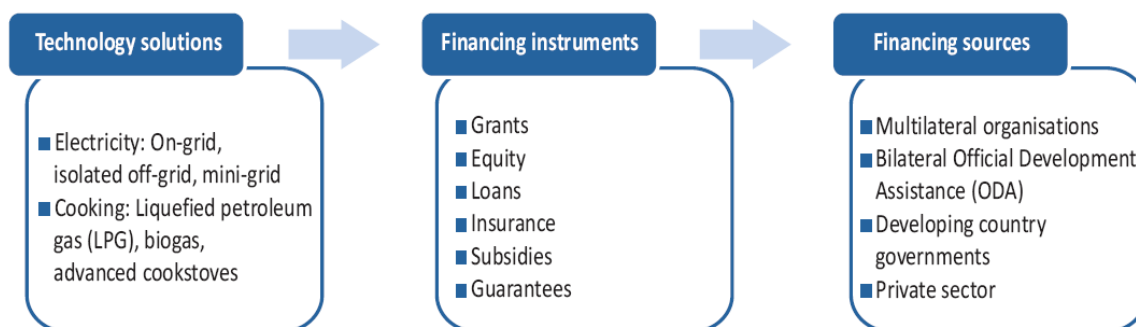 Technology solutions
Electricity: On-grid,
isolated off-grid, mini-grid
Cooking: Liquefied petroleum
gas (LPG), biogas,
advanced cookstoves
Financing instruments
Grants
Equity
Loans
Insurance
Subsidies
Guarantees
Financing sources
Multilateral organisations
Bilateral Official Development
Assistance (ODA)
Developing country
governments
Private sector